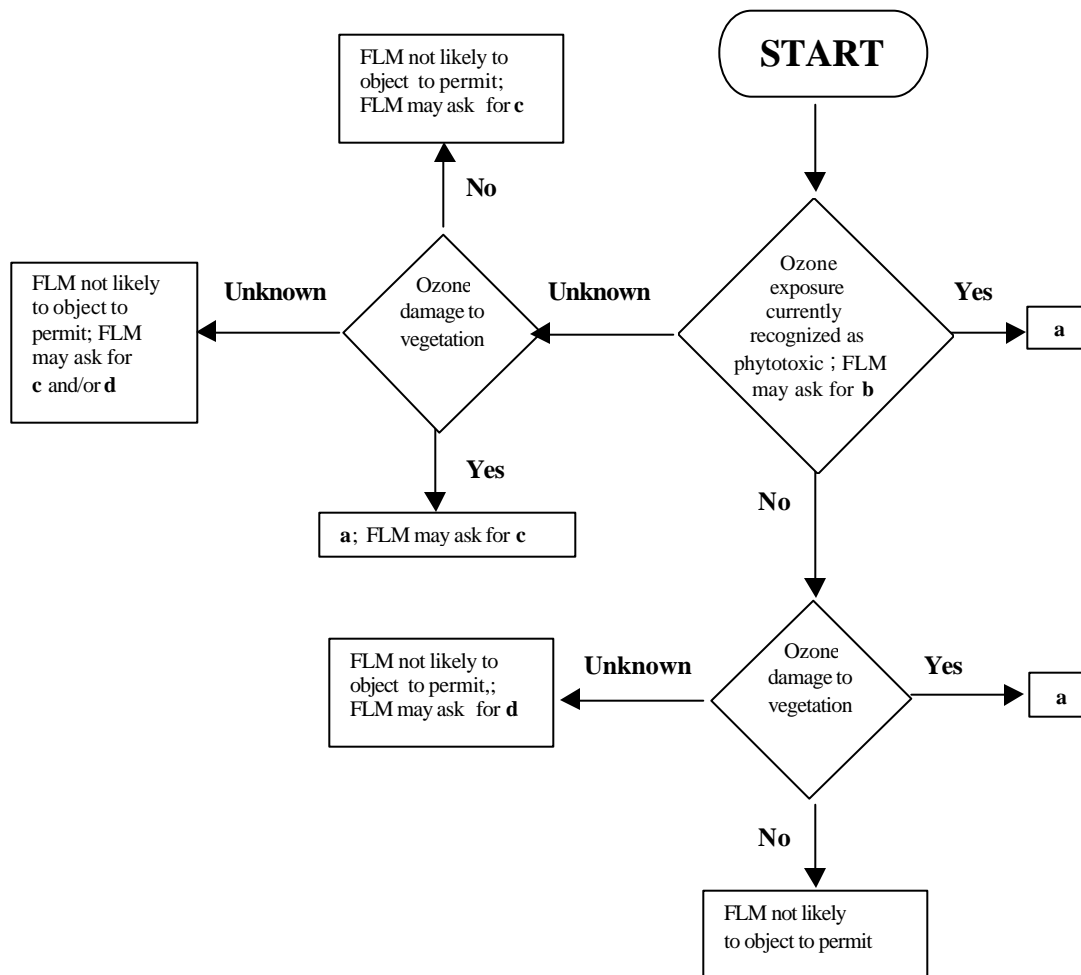 START
Ozone
exposure
currently
recognized as
phytotoxic ; FLM
may ask for b
Yes
a
Unknown
Ozone
damage to
vegetation
No
FLM not likely to
object to permit;
FLM may ask for c
Unknown
FLM not likely
to object to
permit; FLM
may ask for
c and/or d
Yes
a; FLM may ask for c
No
Ozone
damage to
vegetation
Yes
a
Unknown
FLM not likely to
object to permit,;
FLM may ask for d
No
FLM not likely
to object to permit